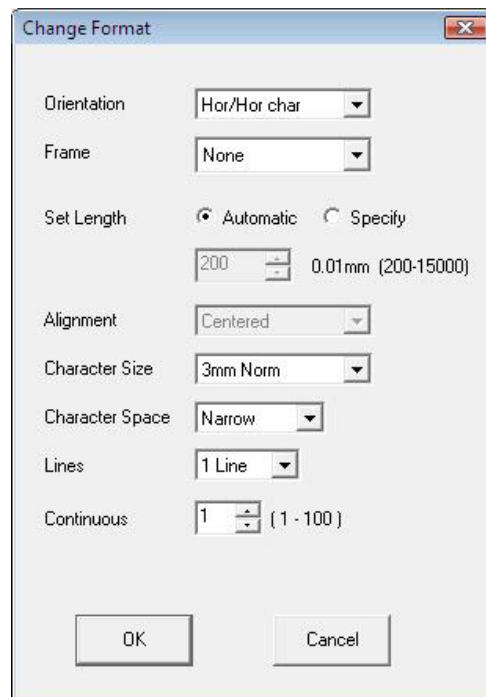 Change Format
Orientation Hor/Hor char
Frame None
Set Length Automatic Specify
200 0.01mm (200-15000)
Alignment Centered
Character Size 3mm Norm
Character Space Narrow
Lines 1 Line
Continuous 1 ( 1 - 100 )
OK Cancel